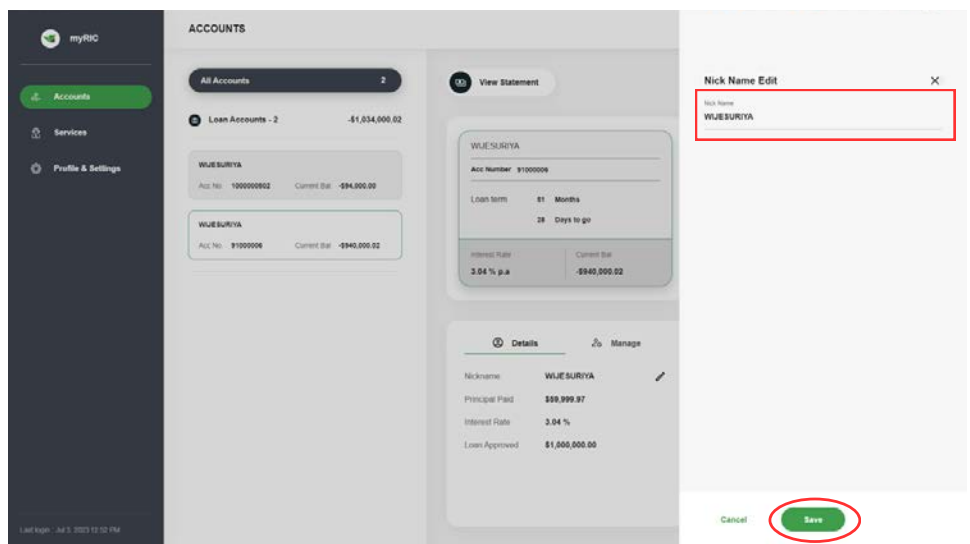 myRIC
Accounts
Services
Profile & Settings
Last login : Jul 5, 2023 12:52 PM
ACCOUNTS
All Accounts 2
Loan Accounts - 2 -$1,034,000.02
WIJESURIYA
Acc No 1000000802 Current Bal -$94,000.00
WIJESURIYA
Acc No 91000006 Current Bal -$940,000.02
View Statement
WIJESURIYA
Acc Number 91000006
Loan term 81 Months
28 Days to go
Interest Rate Current Bal
3.04 % p.a -$940,000.02
Details Manage
Nickname WIJESURIYA
Principal Paid $59,999.97
Interest Rate 3.04 %
Loan Approved $1,000,000.00
Nick Name Edit
Nick Name
WIJESURIYA
Cancel Save